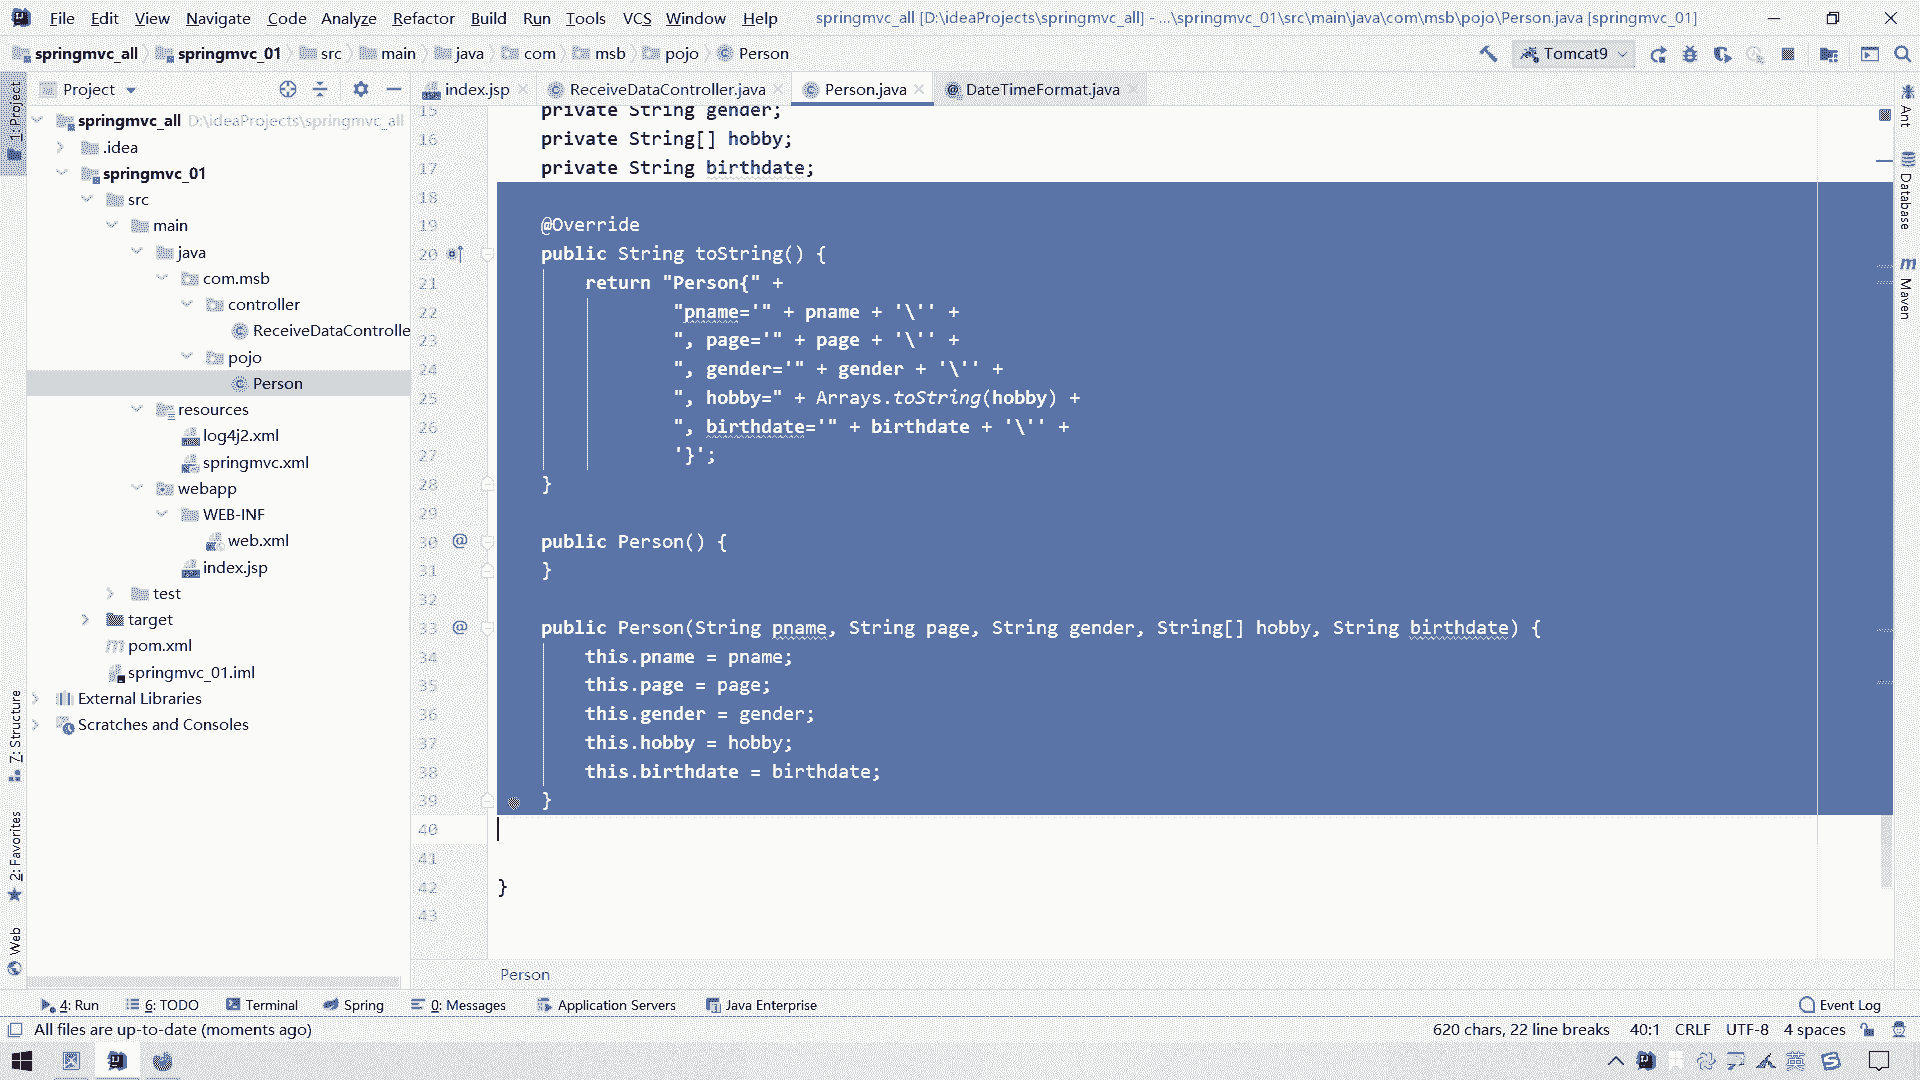 File Edit View Navigate Code Analyze Refactor Build Run Tools VCS Window Help springmvc_all [D:\ideaProjects\springmvc_all] - ...\springmvc_01\src\main\java\com\msb\pojo\Person.java [springmvc_01]
springmvc_all springmvc_01 src main java com msb pojo Person Tomcat9
Project index.jsp ReceiveDataController.java Person.java DateTimeFormat.java
1: Project
Z: Structure
2: Favorites
Web
springmvc_all D:\ideaProjects\springmvc_all
.idea
springmvc_01
src
main
java
com.msb
controller
ReceiveDataControlle
pojo
Person
resources
log4j2.xml
springmvc.xml
webapp
WEB-INF
web.xml
index.jsp
test
target
pom.xml
springmvc_01.iml
External Libraries
Scratches and Consoles
15 private String gender;
16 private String[] hobby;
17 private String birthdate;
18
19 @Override
20 public String toString() {
21 return "Person{" +
22 "pname='" + pname + '\'' +
23 ", page='" + page + '\'' +
24 ", gender='" + gender + '\'' +
25 ", hobby=" + Arrays.toString(hobby) +
26 ", birthdate='" + birthdate + '\'' +
27 '}';
28 }
29
30 @ public Person() {
31 }
32
33 @ public Person(String pname, String page, String gender, String[] hobby, String birthdate) {
34 this.pname = pname;
35 this.page = page;
36 this.gender = gender;
37 this.hobby = hobby;
38 this.birthdate = birthdate;
39 }
40
41
42 }
43
Person
Ant
Database
Maven
4: Run 6: TODO Terminal Spring 0: Messages Application Servers Java Enterprise Event Log
All files are up-to-date (moments ago) 620 chars, 22 line breaks 40:1 CRLF UTF-8 4 spaces
英